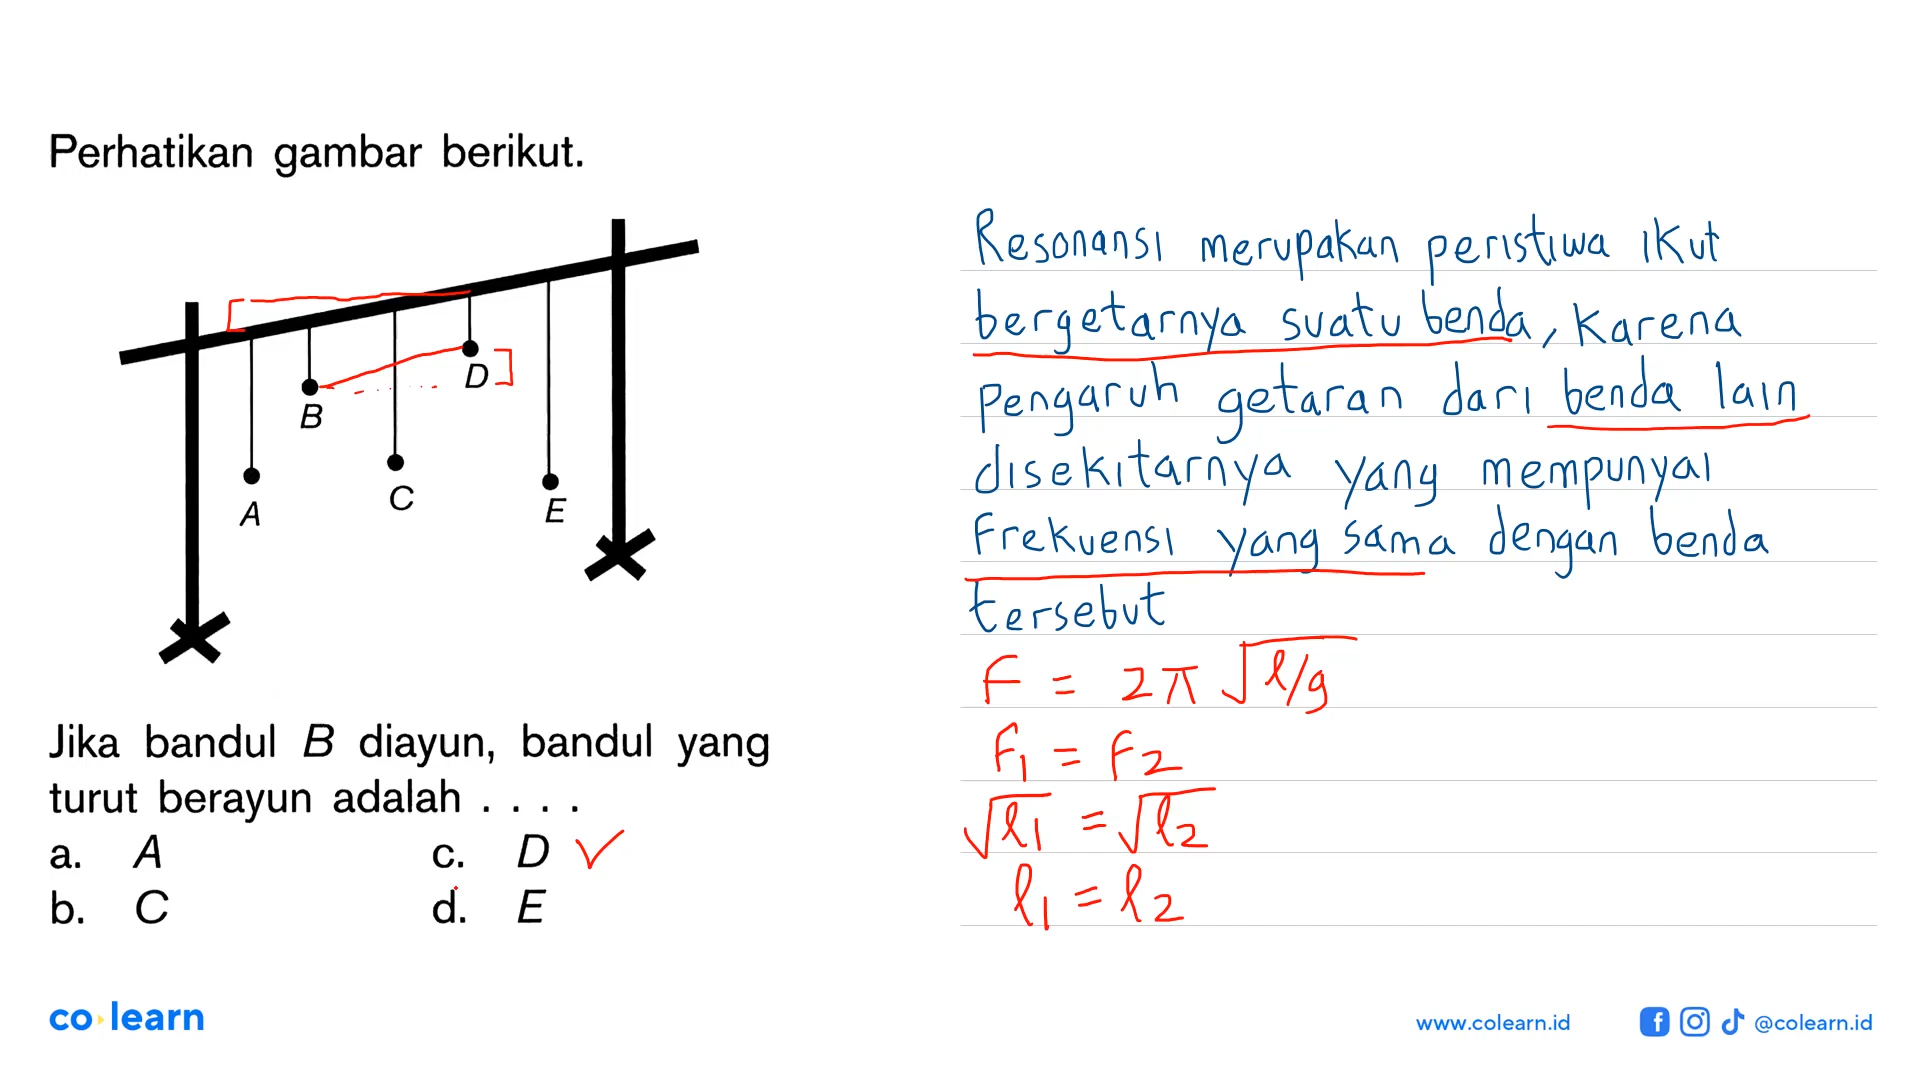 Perhatikan gambar berikut.
A
B
C
D
E
Jika bandul B diayun, bandul yang
turut berayun adalah . . . .
a. A
c. D ✓
b. C
d. E
Resonansi merupakan peristiwa ikut
bergetarnya suatu benda, Karena
pengaruh getaran dari benda lain
disekitarnya yang mempunyai
Frekuensi yang sama dengan benda
tersebut
F = 2π √l/g
F1 = F2
√l1 = √l2
l1 = l2
co learn
www.colearn.id
@colearn.id